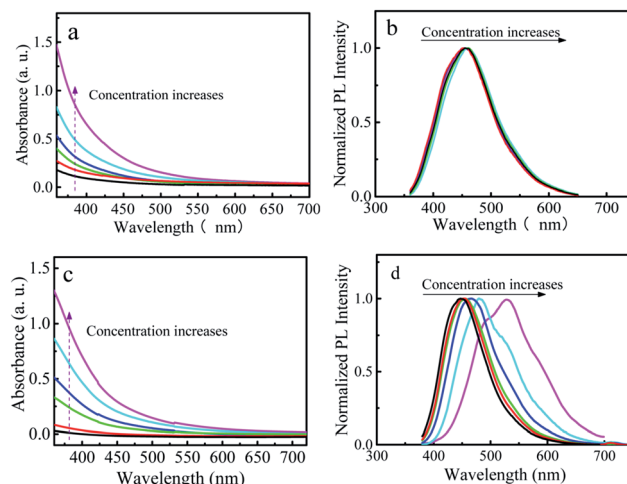 a
Concentration increases
Absorbance (a. u.)
1.5
1.0
0.5
0.0
400 450 500 550 600 650 700
Wavelength ( nm)
b
Concentration increases
Normalized PL Intensity
1.0
0.5
0.0
300 400 500 600 700
Wavelength ( nm)
c
Concentration increases
Absorbance (a. u.)
1.5
1.0
0.5
0.0
400 450 500 550 600 650 700
Wavelength (nm)
d
Concentration increases
Normalized PL Intensity
1.0
0.5
0.0
300 400 500 600 700
Wavelength (nm)